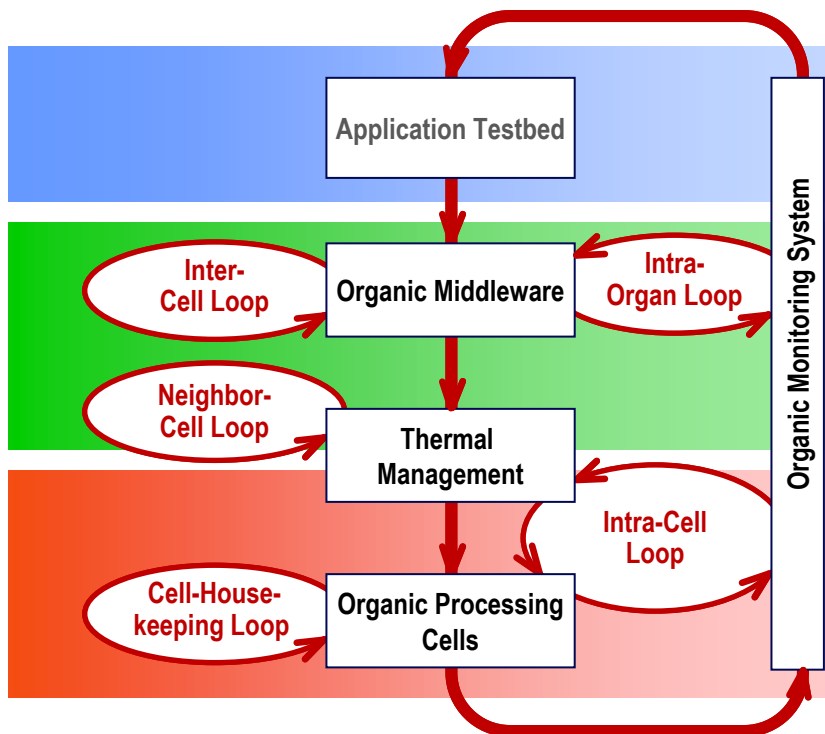 Application Testbed
Inter-
Cell Loop
Organic Middleware
Intra-
Organ Loop
Neighbor-
Cell Loop
Thermal
Management
Intra-Cell
Loop
Cell-House-
keeping Loop
Organic Processing
Cells
Organic Monitoring System